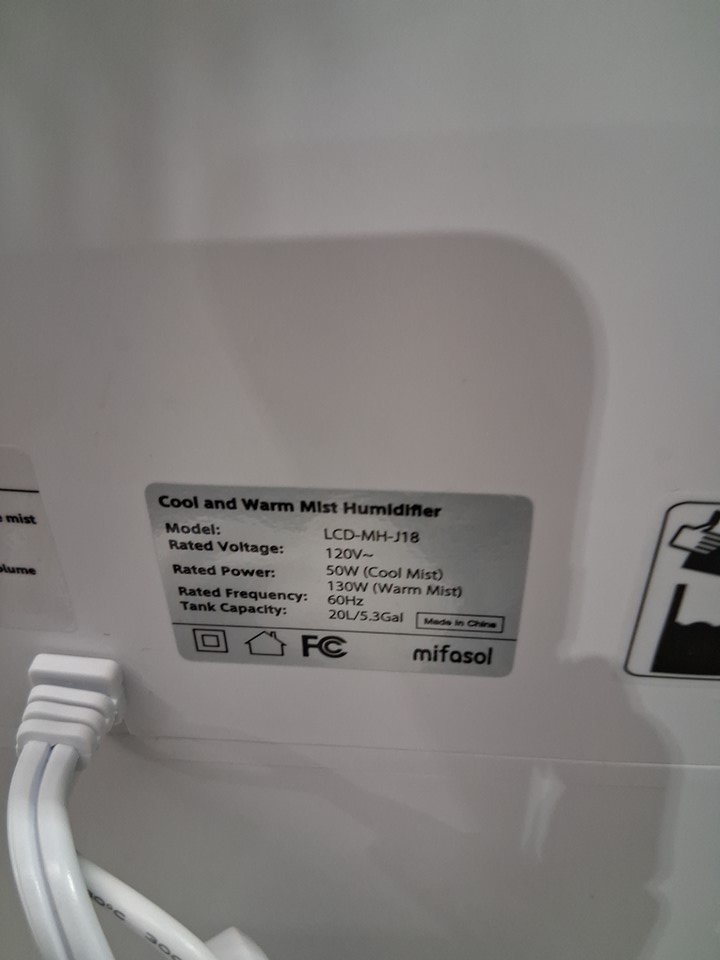 Cool and Warm Mist Humidifier
Model: LCD-MH-J18
Rated Voltage: 120V~
Rated Power: 50W (Cool Mist)
130W (Warm Mist)
Rated Frequency: 60Hz
Tank Capacity: 20L/5.3Gal
Made in China
FC
mifasol
mist